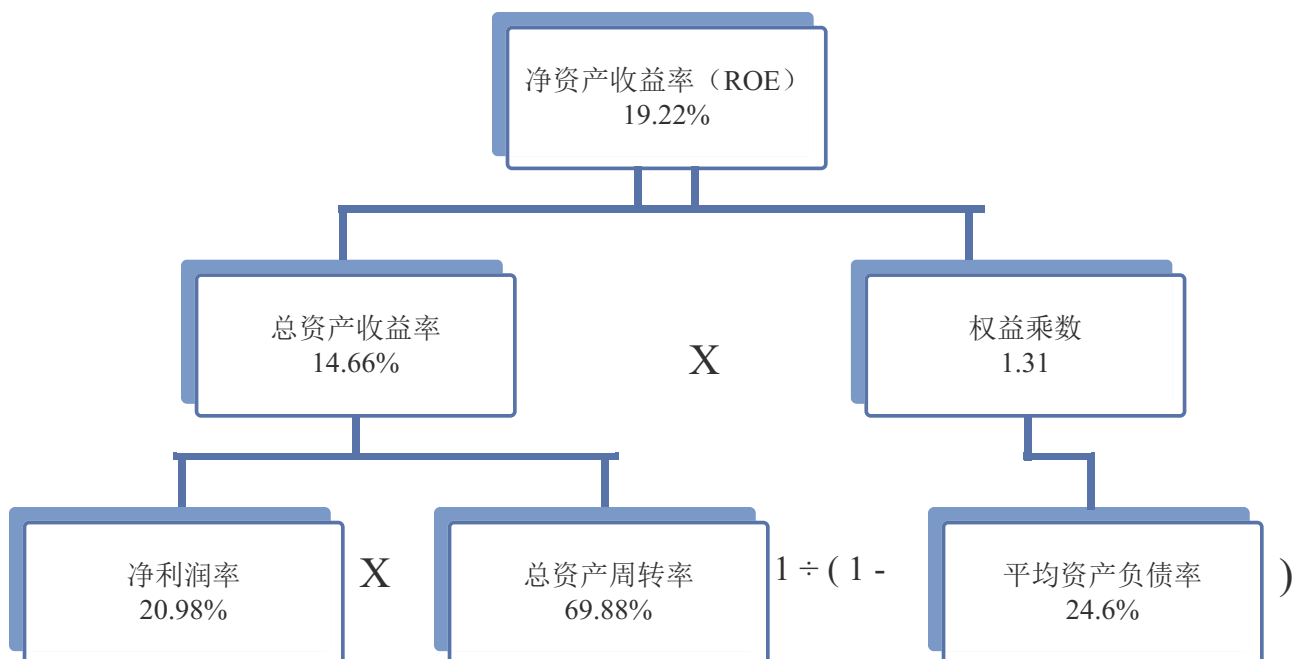 净资产收益率（ROE）
19.22%
总资产收益率
14.66%
X
权益乘数
1.31
净利润率
20.98%
X
总资产周转率
69.88%
1 ÷ ( 1 -
平均资产负债率
24.6%
)